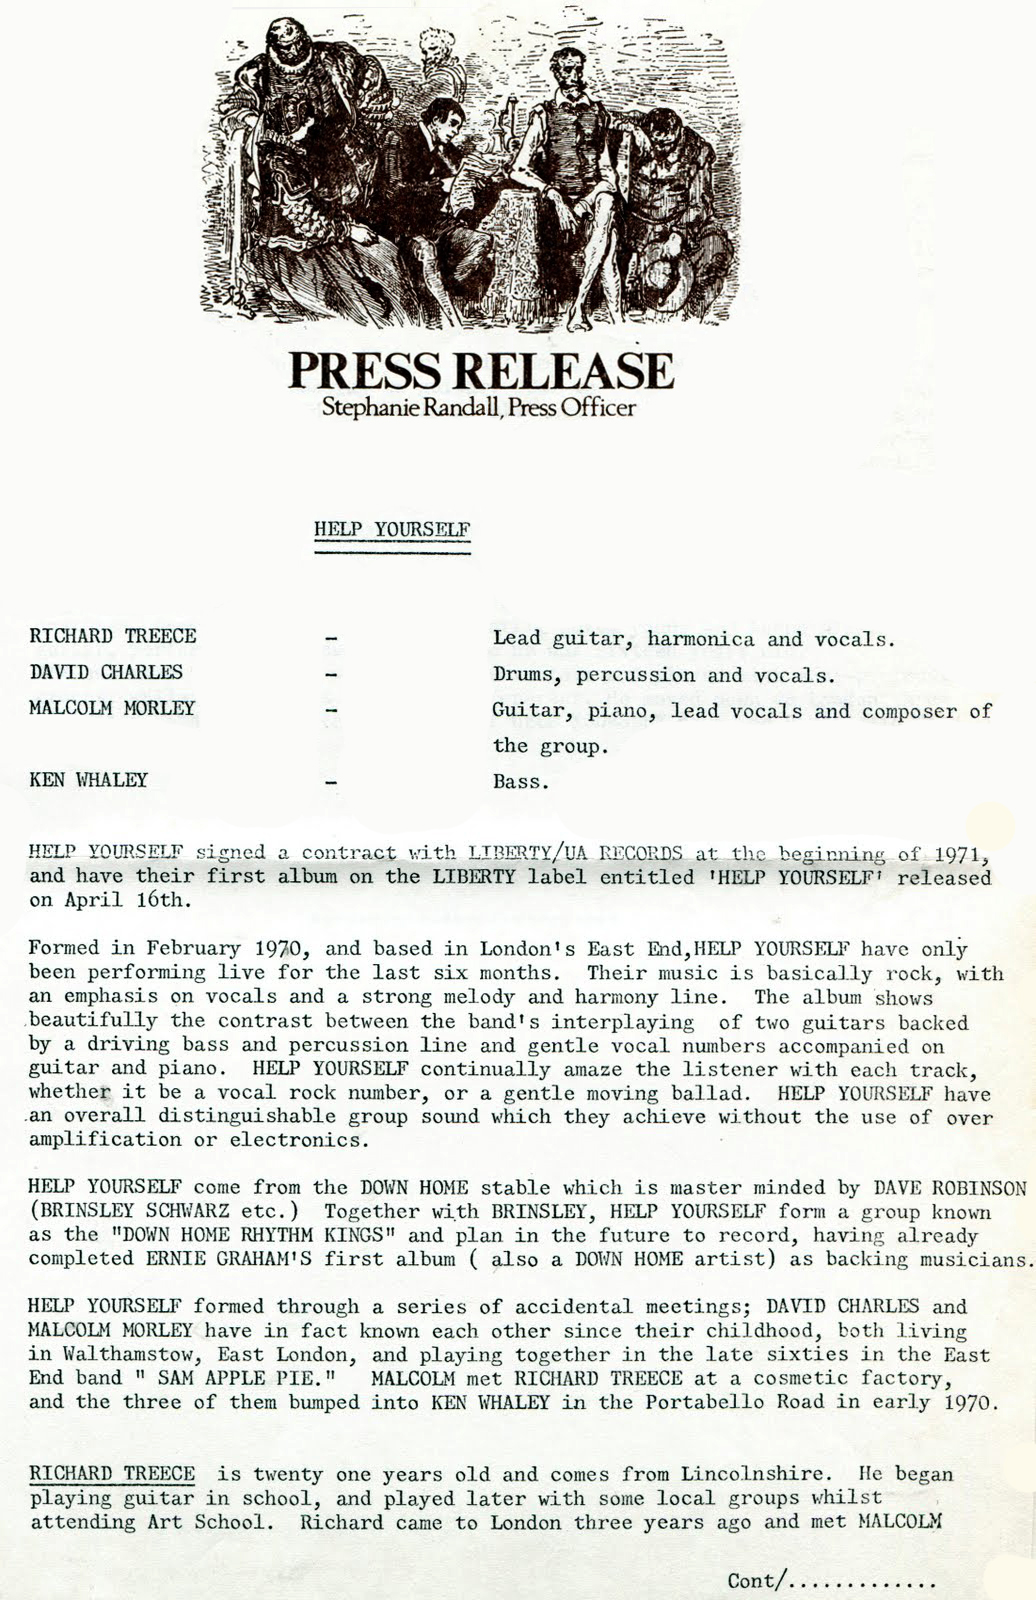 PRESS RELEASE
Stephanie Randall, Press Officer
HELP YOURSELF
RICHARD TREECE - Lead guitar, harmonica and vocals.
DAVID CHARLES - Drums, percussion and vocals.
MALCOLM MORLEY - Guitar, piano, lead vocals and composer of
the group.
KEN WHALEY - Bass.
HELP YOURSELF signed a contract with LIBERTY/UA RECORDS at the beginning of 1971,
and have their first album on the LIBERTY label entitled 'HELP YOURSELF' released
on April 16th.
Formed in February 1970, and based in London's East End,HELP YOURSELF have only
been performing live for the last six months. Their music is basically rock, with
an emphasis on vocals and a strong melody and harmony line. The album shows
beautifully the contrast between the band's interplaying of two guitars backed
by a driving bass and percussion line and gentle vocal numbers accompanied on
guitar and piano. HELP YOURSELF continually amaze the listener with each track,
whether it be a vocal rock number, or a gentle moving ballad. HELP YOURSELF have
an overall distinguishable group sound which they achieve without the use of over
amplification or electronics.
HELP YOURSELF come from the DOWN HOME stable which is master minded by DAVE ROBINSON
(BRINSLEY SCHWARZ etc.) Together with BRINSLEY, HELP YOURSELF form a group known
as the "DOWN HOME RHYTHM KINGS" and plan in the future to record, having already
completed ERNIE GRAHAM'S first album ( also a DOWN HOME artist) as backing musicians.
HELP YOURSELF formed through a series of accidental meetings; DAVID CHARLES and
MALCOLM MORLEY have in fact known each other since their childhood, both living
in Walthamstow, East London, and playing together in the late sixties in the East
End band " SAM APPLE PIE." MALCOLM met RICHARD TREECE at a cosmetic factory,
and the three of them bumped into KEN WHALEY in the Portabello Road in early 1970.
RICHARD TREECE is twenty one years old and comes from Lincolnshire. He began
playing guitar in school, and played later with some local groups whilst
attending Art School. Richard came to London three years ago and met MALCOLM
Cont/.............